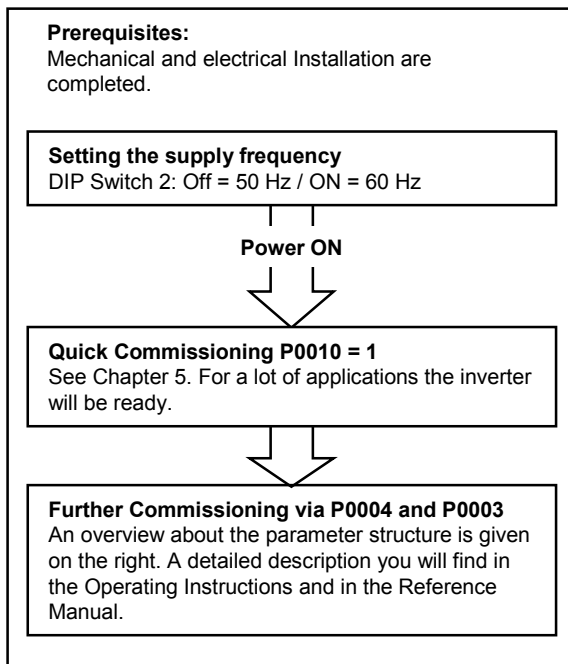 Prerequisites:
Mechanical and electrical Installation are
completed.
Setting the supply frequency
DIP Switch 2: Off = 50 Hz / ON = 60 Hz
Power ON
Quick Commissioning P0010 = 1
See Chapter 5. For a lot of applications the inverter
will be ready.
Further Commissioning via P0004 and P0003
An overview about the parameter structure is given
on the right. A detailed description you will find in
the Operating Instructions and in the Reference
Manual.